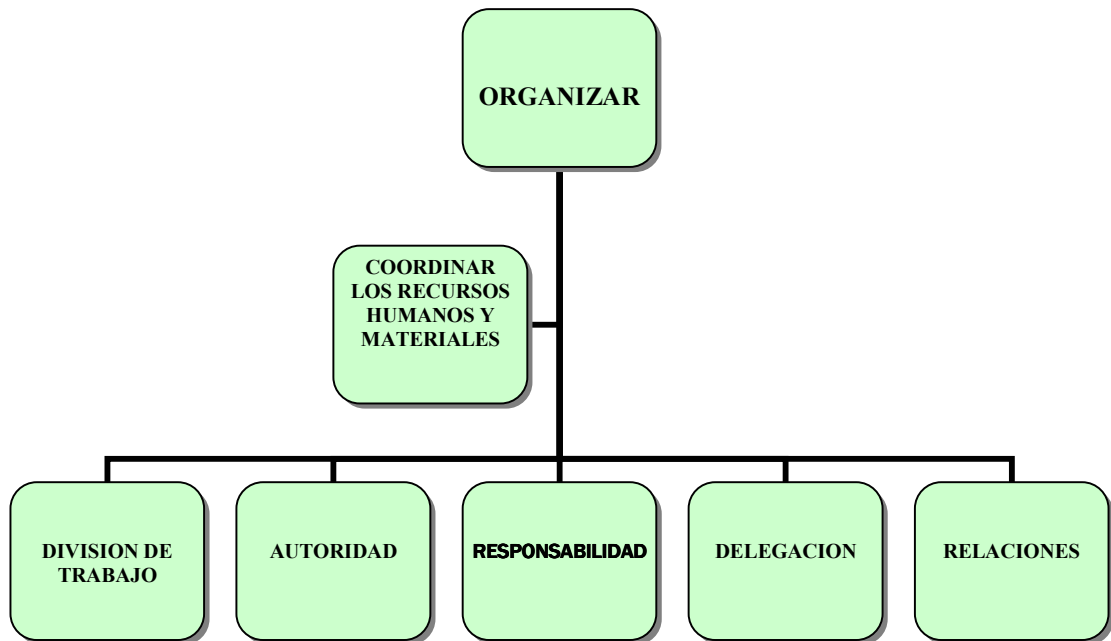 ORGANIZAR
COORDINAR
LOS RECURSOS
HUMANOS Y
MATERIALES
DIVISION DE
TRABAJO
AUTORIDAD
RESPONSABILIDAD
DELEGACION
RELACIONES